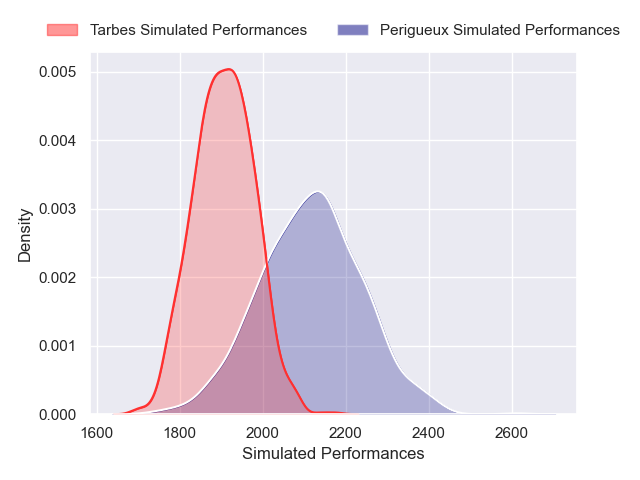 Tarbes Simulated Performances
Perigueux Simulated Performances
0.005
0.004
0.003
0.002
0.001
0.000
Density
1600 1800 2000 2200 2400 2600
Simulated Performances